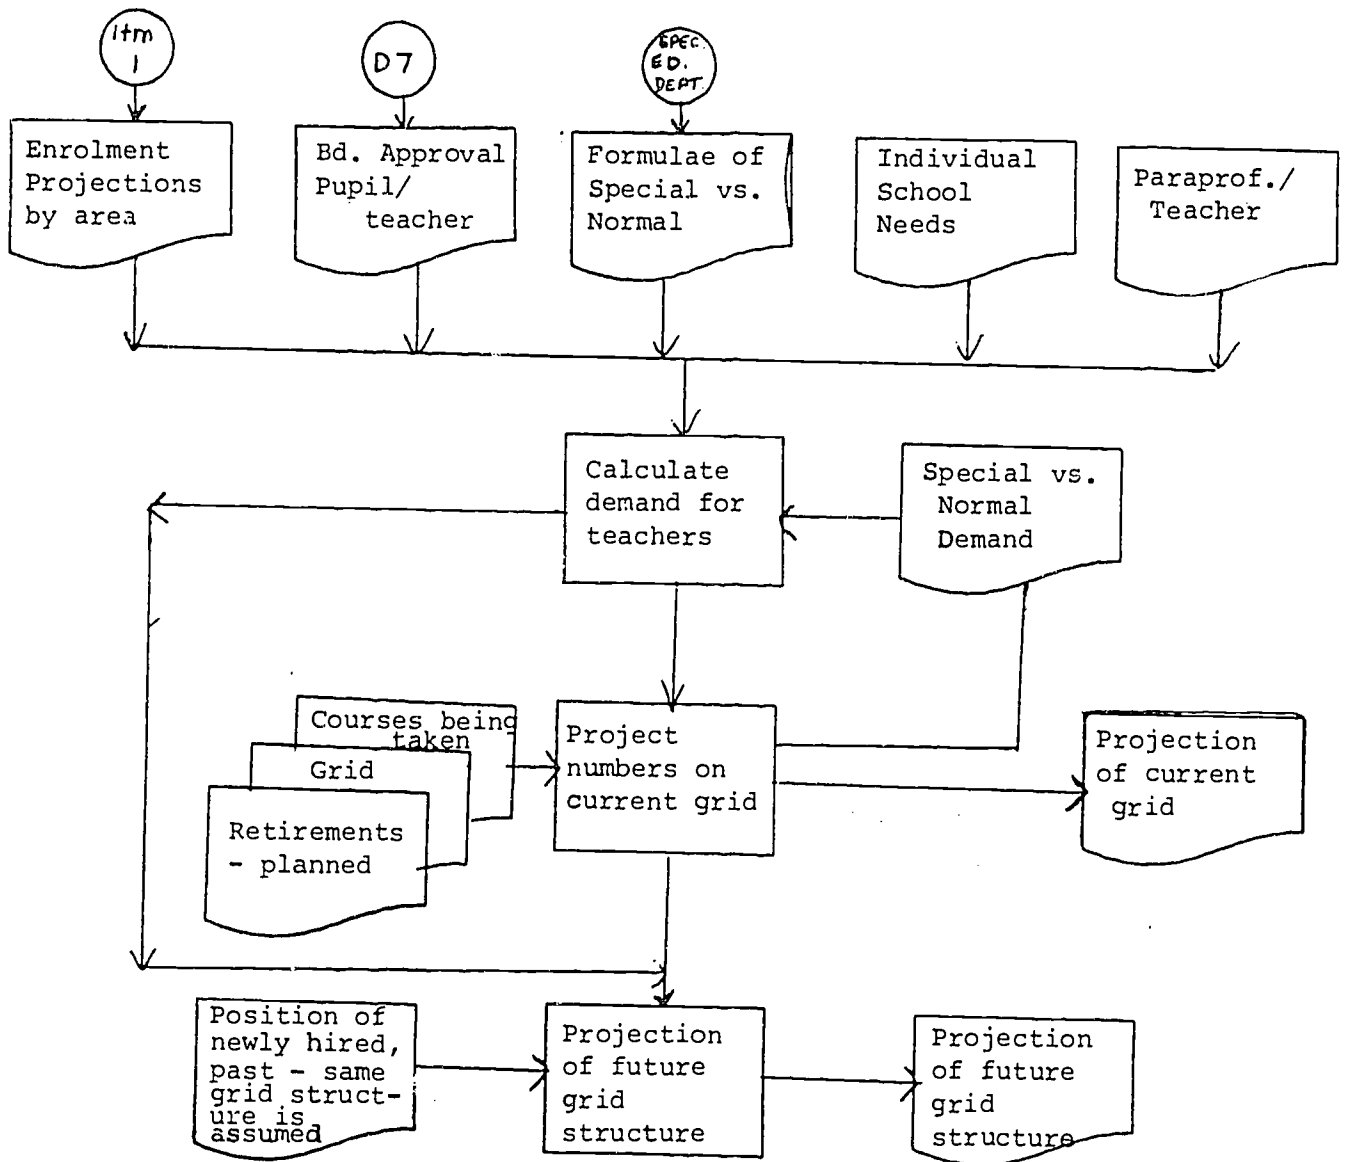 Itm
1
D7
SPEC.
ED.
DEPT.
Enrolment
Projections
by area
Bd. Approval
Pupil/
teacher
Formulae of
Special vs.
Normal
Individual
School
Needs
Paraprof./
Teacher
Calculate
demand for
teachers
Special vs.
Normal
Demand
Courses being
taken
Grid
Retirements
- planned
Project
numbers on
current grid
Projection
of current
grid
Position of
newly hired,
past - same
grid struct-
ure is
assumed
Projection
of future
grid
structure
Projection
of future
grid
structure